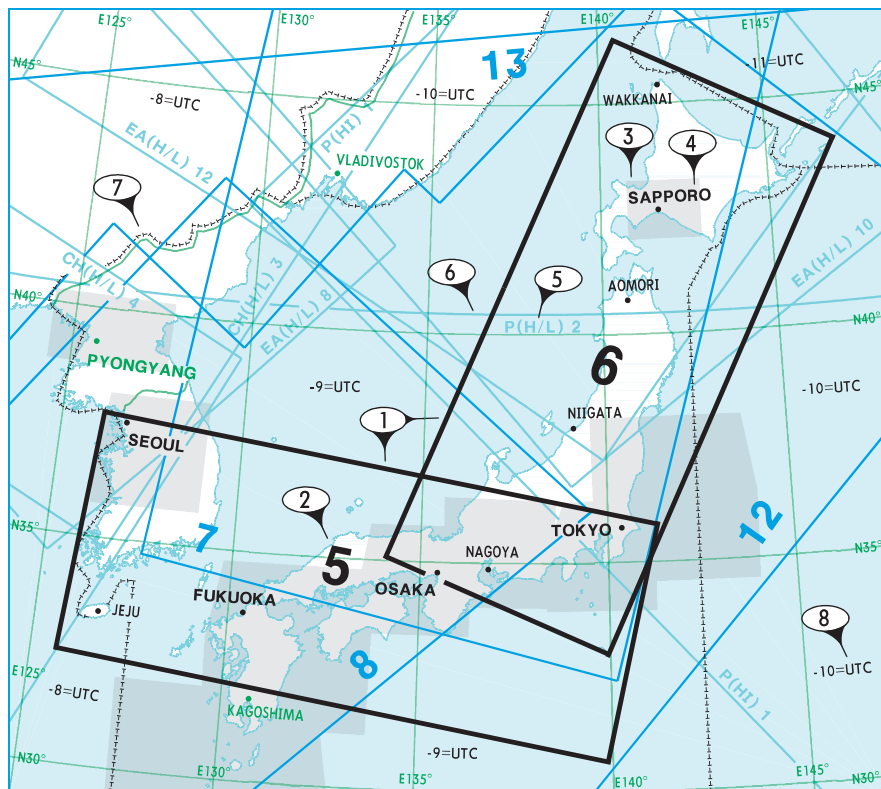 E125°
E130°
E135°
E140°
E145°
N45°
13
-11=UTC
-8=UTC
-10=UTC
P(HI) 1
WAKKANAI
N45°
EA(H/L) 12
VLADIVOSTOK
3
4
7
SAPPORO
EA(H/L) 10
CH(H/L) 4
CH(H/L) 3
6
5
AOMORI
EA(H/L) 8
N40°
P(H/L) 2
N40°
PYONGYANG
6
-9=UTC
-10=UTC
1
NIIGATA
SEOUL
2
N35°
7
TOKYO
12
5
NAGOYA
N35°
OSAKA
FUKUOKA
JEJU
8
8
E125°
-8=UTC
-10=UTC
P(HI) 1
KAGOSHIMA
-9=UTC
N30°
E130°
E135°
E140°
E145°
N30°